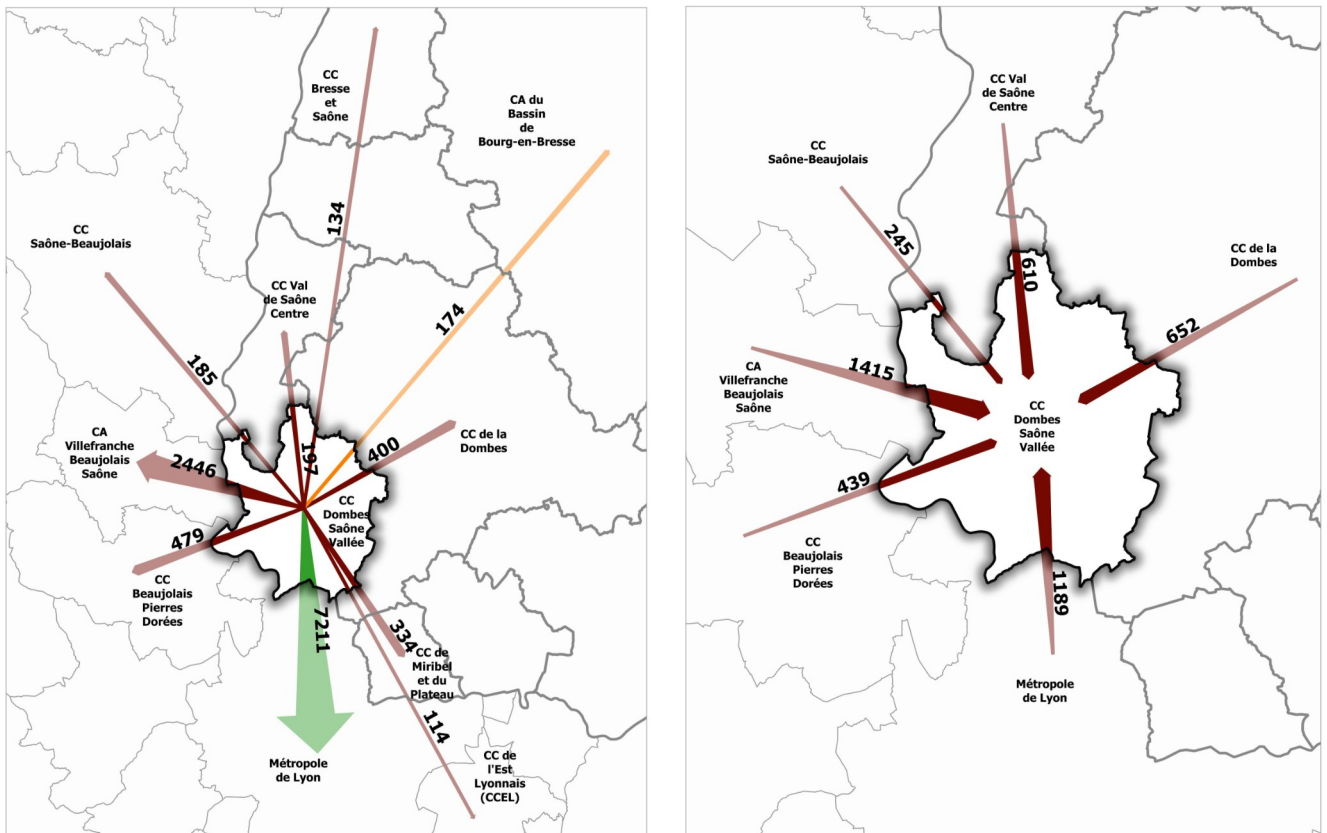 CC
Bresse
et
Saône
CA du
Bassin
de
Bourg-en-Bresse
134
CC
Saône-Beaujolais
CC Val
de Saône
Centre
174
185
CA
Villefranche
Beaujolais
Saône
2446
197
400
CC de la
Dombes
CC
Dombes
Saône
Vallée
479
CC
Beaujolais
Pierres
Dorées
7211
334
CC de
Miribel
et du
Plateau
114
Métropole
de Lyon
CC de
l'Est
Lyonnais
(CCEL)
CC Val
de Saône
Centre
CC
Saône-Beaujolais
245
610
CC de la
Dombes
652
1415
CA
Villefranche
Beaujolais
Saône
CC
Dombes
Saône
Vallée
439
CC
Beaujolais
Pierres
Dorées
1189
Métropole
de Lyon